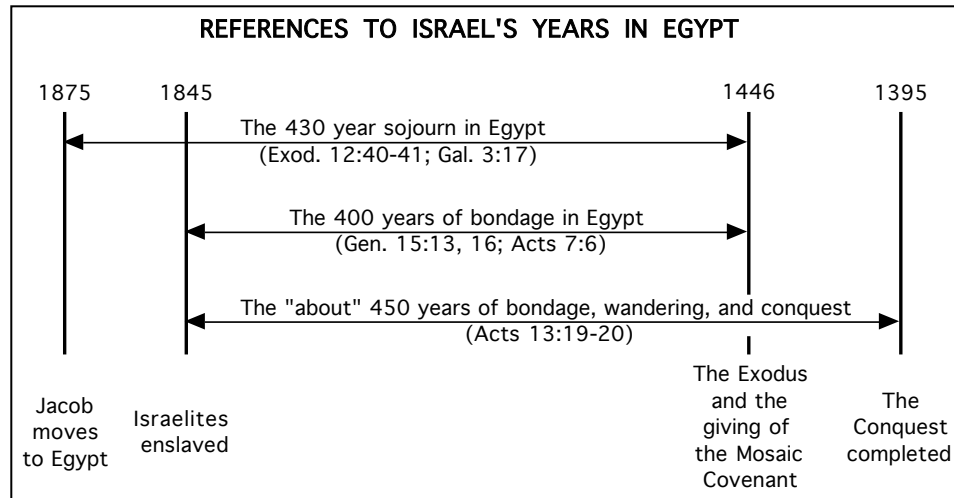 REFERENCES TO ISRAEL'S YEARS IN EGYPT
1875
1845
1446
1395
The 430 year sojourn in Egypt
(Exod. 12:40-41; Gal. 3:17)
The 400 years of bondage in Egypt
(Gen. 15:13, 16; Acts 7:6)
The "about" 450 years of bondage, wandering, and conquest
(Acts 13:19-20)
Jacob
moves
to Egypt
Israelites
enslaved
The Exodus
and the
giving of
the Mosaic
Covenant
The
Conquest
completed